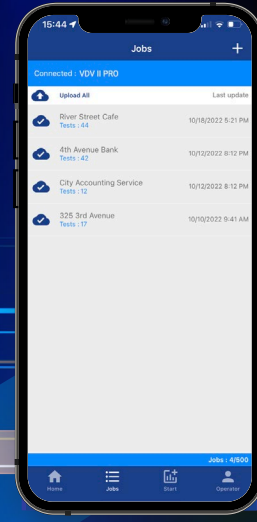 15:44
Jobs
+
Connected : VDV II PRO
Upload All Last update
River Street Cafe
Tests : 44 10/18/2022 5:21 PM
4th Avenue Bank
Tests : 42 10/12/2022 8:12 PM
City Accounting Service
Tests : 12 10/12/2022 8:12 PM
325 3rd Avenue
Tests : 17 10/10/2022 9:41 AM
Jobs : 4/500
Home Jobs Start Operator